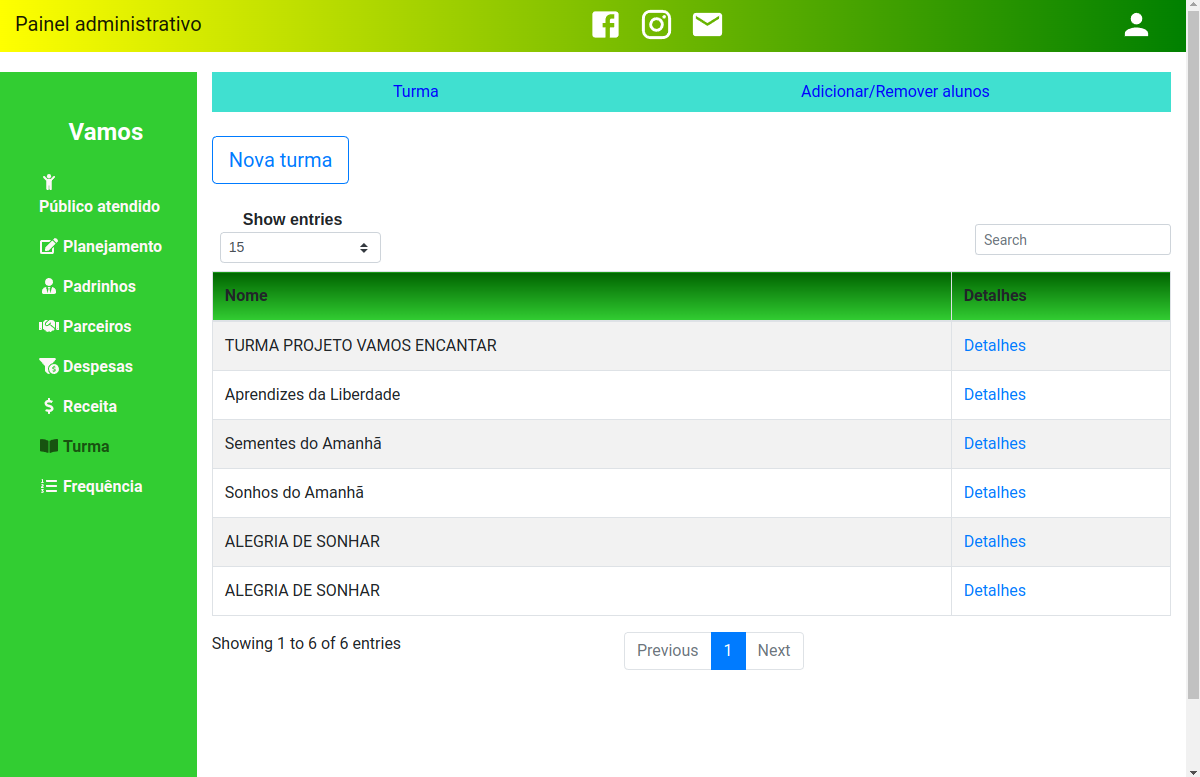 Painel administrativo
Vamos
Público atendido
Planejamento
Padrinhos
Parceiros
Despesas
Receita
Turma
Frequência
Turma Adicionar/Remover alunos
Nova turma
Show entries
15
Search
Nome Detalhes
TURMA PROJETO VAMOS ENCANTAR Detalhes
Aprendizes da Liberdade Detalhes
Sementes do Amanhã Detalhes
Sonhos do Amanhã Detalhes
ALEGRIA DE SONHAR Detalhes
ALEGRIA DE SONHAR Detalhes
Showing 1 to 6 of 6 entries
Previous 1 Next